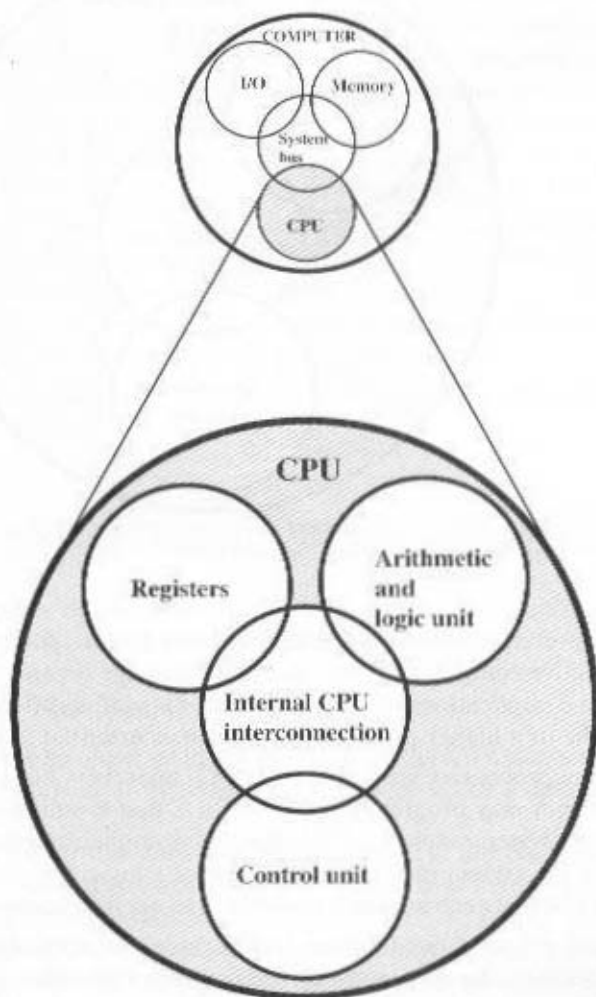 COMPUTER
I/O
Memory
System
bus
CPU
CPU
Registers
Arithmetic
and
logic unit
Internal CPU
interconnection
Control unit